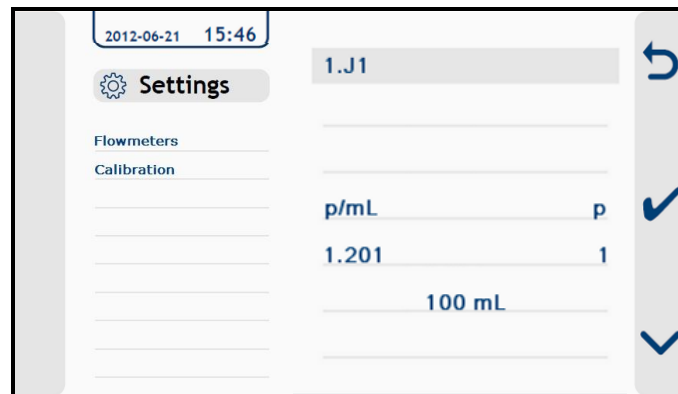 2012-06-21 15:46
Settings
Flowmeters
Calibration
1.J1
p/mL p
1.201 1
100 mL